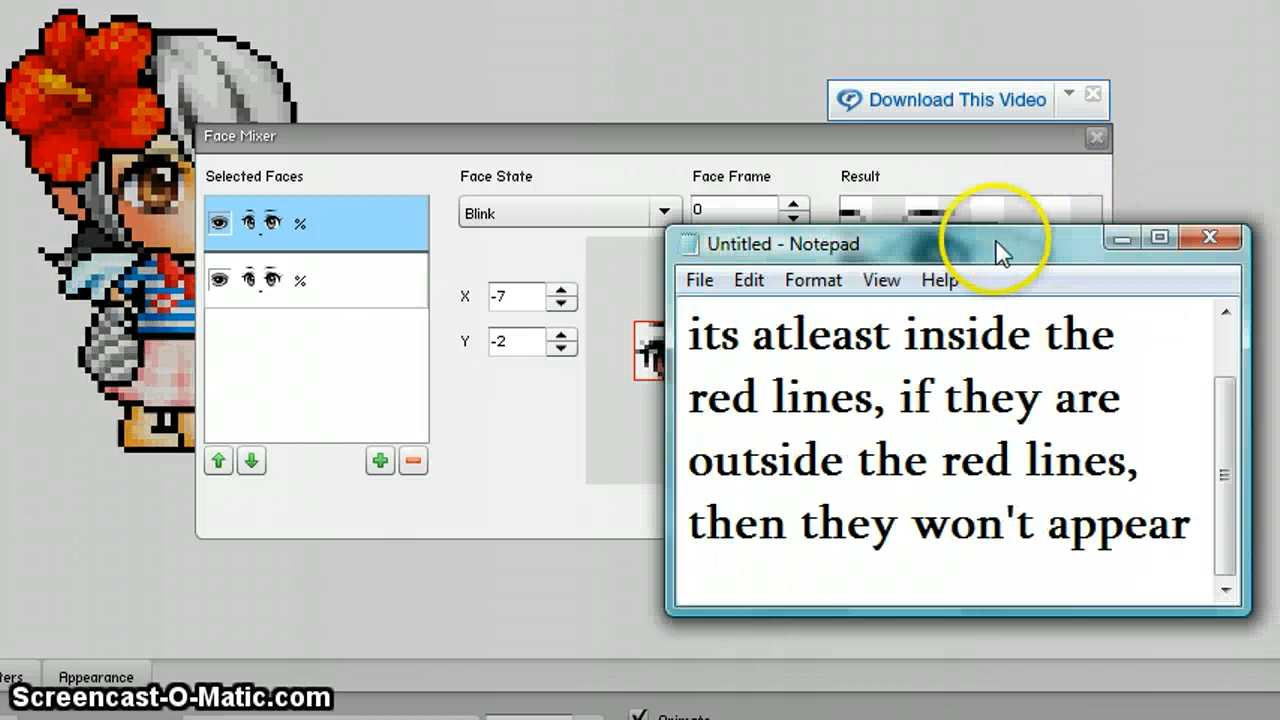 Download This Video
Face Mixer
Selected Faces
Face State
Face Frame
Result
%
Blink
0
%
X
-7
Y
-2
Untitled - Notepad
File Edit Format View Help
its atleast inside the
red lines, if they are
outside the red lines,
then they won't appear
ters
Appearance
Screencast-O-Matic.com